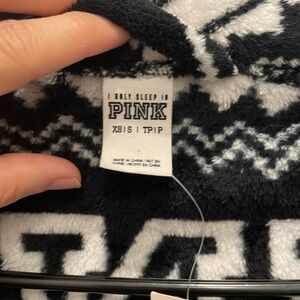 I ONLY SLEEP IN
PINK
XS|S | TP|P
MADE IN CHINA / FAIT EN
CHINE / HECHO EN CHINA